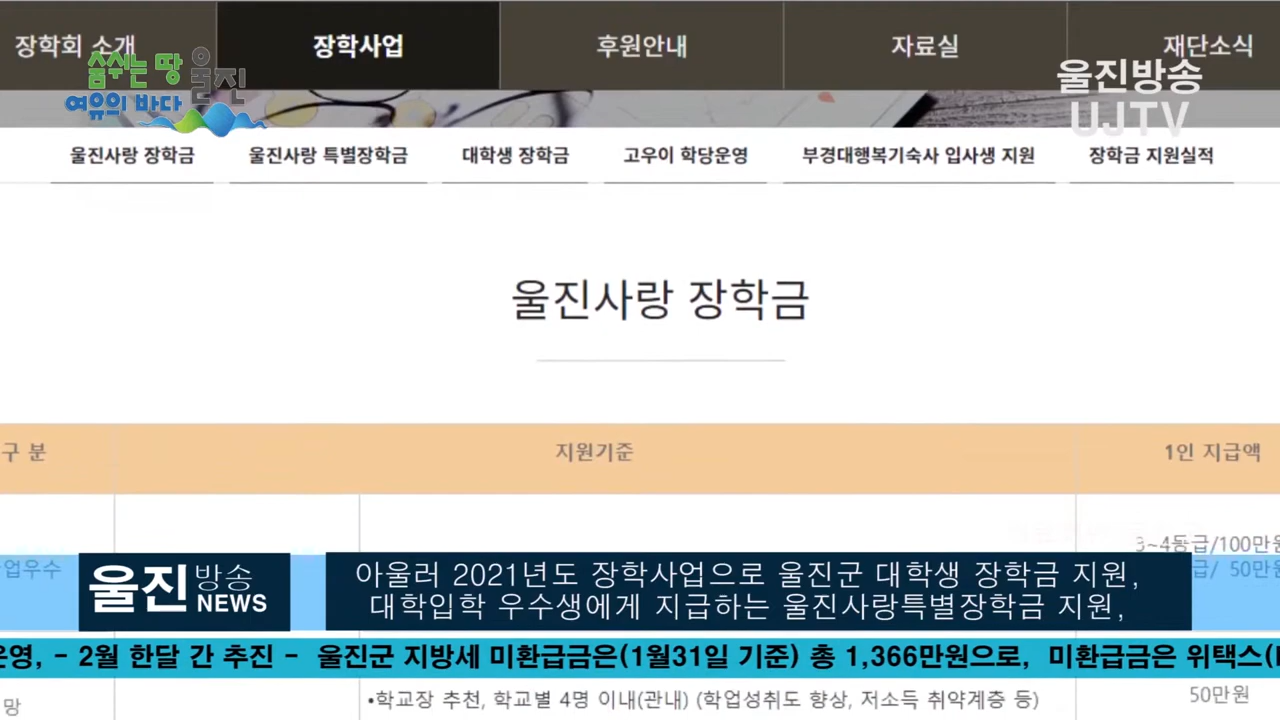 장학회 소개 장학사업 후원안내 자료실 재단소식
숨쉬는 땅 울진
여유의 바다
울진방송
UJTV
울진사랑 장학금 울진사랑 특별장학금 대학생 장학금 고우이 학당운영 부경대행복기숙사 입사생 지원 장학금 지원실적
울진사랑 장학금
구 분 지원기준 1인 지급액
3~4등급/100만원
업우수 급/ 50만원
울진방송 NEWS
아울러 2021년도 장학사업으로 울진군 대학생 장학금 지원,
대학입학 우수생에게 지급하는 울진사랑특별장학금 지원,
운영, - 2월 한달 간 추진 - 울진군 지방세 미환급금은(1월31일 기준) 총 1,366만원으로, 미환급금은 위택스(
망 •학교장 추천, 학교별 4명 이내(관내) (학업성취도 향상, 저소득 취약계층 등) 50만원